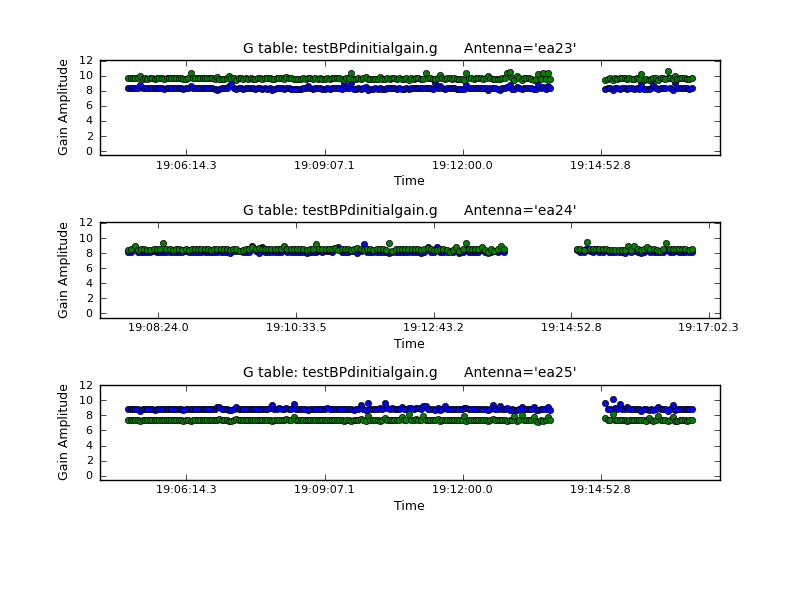 G table: testBPdinitialgain.g Antenna='ea23'
12
10
8
6
4
2
0
Gain Amplitude
19:06:14.3 19:09:07.1 19:12:00.0 19:14:52.8
Time
G table: testBPdinitialgain.g Antenna='ea24'
12
10
8
6
4
2
0
Gain Amplitude
19:08:24.0 19:10:33.5 19:12:43.2 19:14:52.8 19:17:02.3
Time
G table: testBPdinitialgain.g Antenna='ea25'
12
10
8
6
4
2
0
Gain Amplitude
19:06:14.3 19:09:07.1 19:12:00.0 19:14:52.8
Time